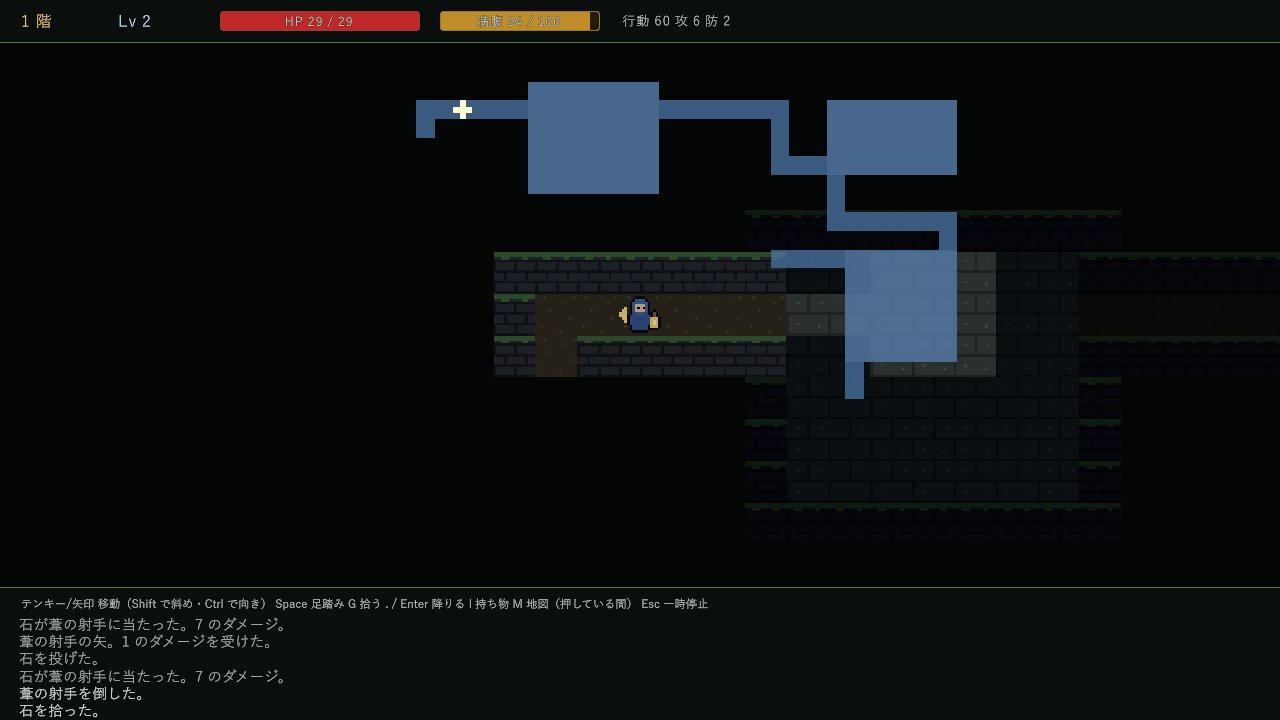 1 階 Lv 2 HP 29 / 29 満腹 94 / 100 行動 60 攻 6 防 2
テンキー/矢印 移動（Shift で斜め・Ctrl で向き） Space 足踏み G 拾う . / Enter 降りる I 持ち物 M 地図（押している間） Esc 一時停止
石が葦の射手に当たった。7 のダメージ。
葦の射手の矢。1 のダメージを受けた。
石を投げた。
石が葦の射手に当たった。7 のダメージ。
葦の射手を倒した。
石を拾った。